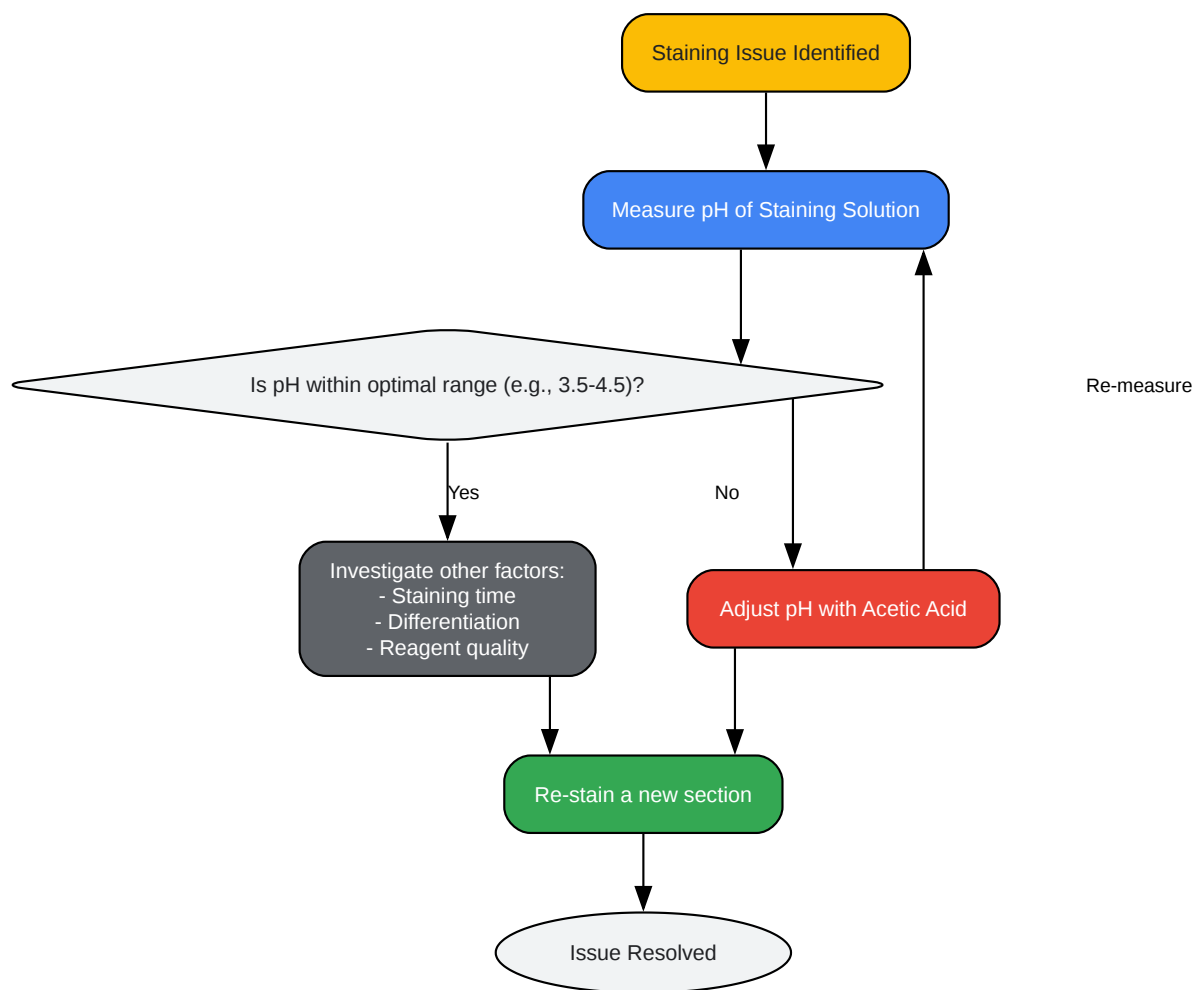 Staining Issue Identified
Measure pH of Staining Solution
Is pH within optimal range (e.g., 3.5-4.5)?
Re-measure
Yes
No
Investigate other factors:
- Staining time
- Differentiation
- Reagent quality
Adjust pH with Acetic Acid
Re-stain a new section
Issue Resolved